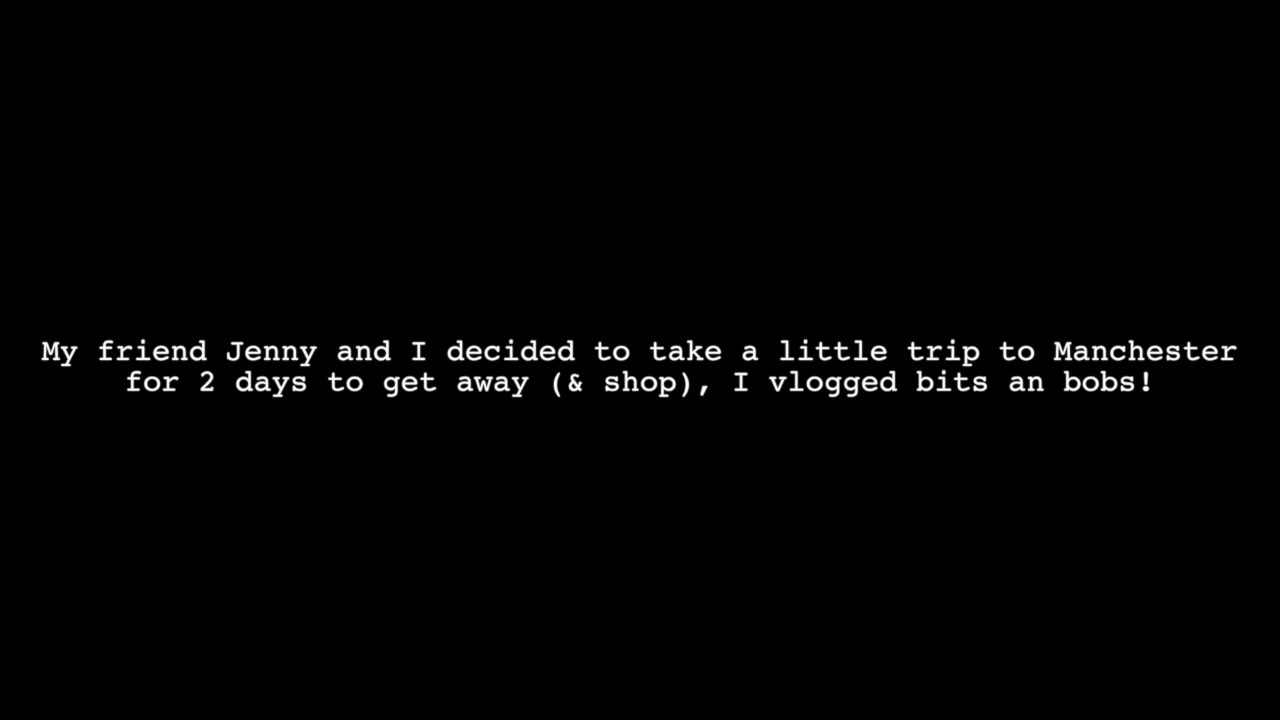 My friend Jenny and I decided to take a little trip to Manchester
for 2 days to get away (& shop), I vlogged bits an bobs!